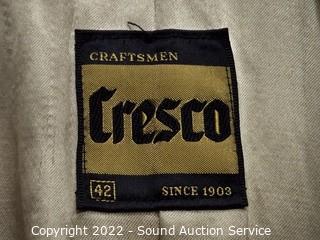 CRAFTSMEN
Cresco
42 SINCE 1903
Copyright 2022 - Sound Auction Service